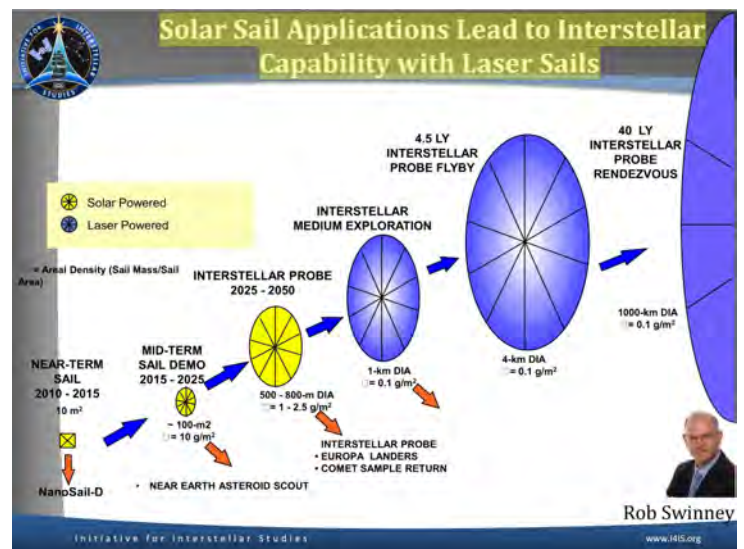 INITIATIVE for INTERSTELLAR
STUDIES
Solar Sail Applications Lead to Interstellar
Capability with Laser Sails
Solar Powered
Laser Powered
= Areal Density (Sail Mass/Sail
Area)
NEAR-TERM
SAIL
2010 - 2015
10 m²
NanoSail-D
MID-TERM
SAIL DEMO
2015 - 2025
~ 100-m2
= 10 g/m²
• NEAR EARTH ASTEROID SCOUT
INTERSTELLAR PROBE
2025 - 2050
500 - 800-m DIA
= 1 - 2.5 g/m²
INTERSTELLAR PROBE
• EUROPA LANDERS
• COMET SAMPLE RETURN
INTERSTELLAR
MEDIUM EXPLORATION
1-km DIA
= 0.1 g/m²
4.5 LY
INTERSTELLAR
PROBE FLYBY
4-km DIA
= 0.1 g/m²
40 LY
INTERSTELLAR
PROBE
RENDEZVOUS
1000-km DIA
= 0.1 g/m²
Rob Swinney
Initiative for Interstellar Studies
www.I4IS.org